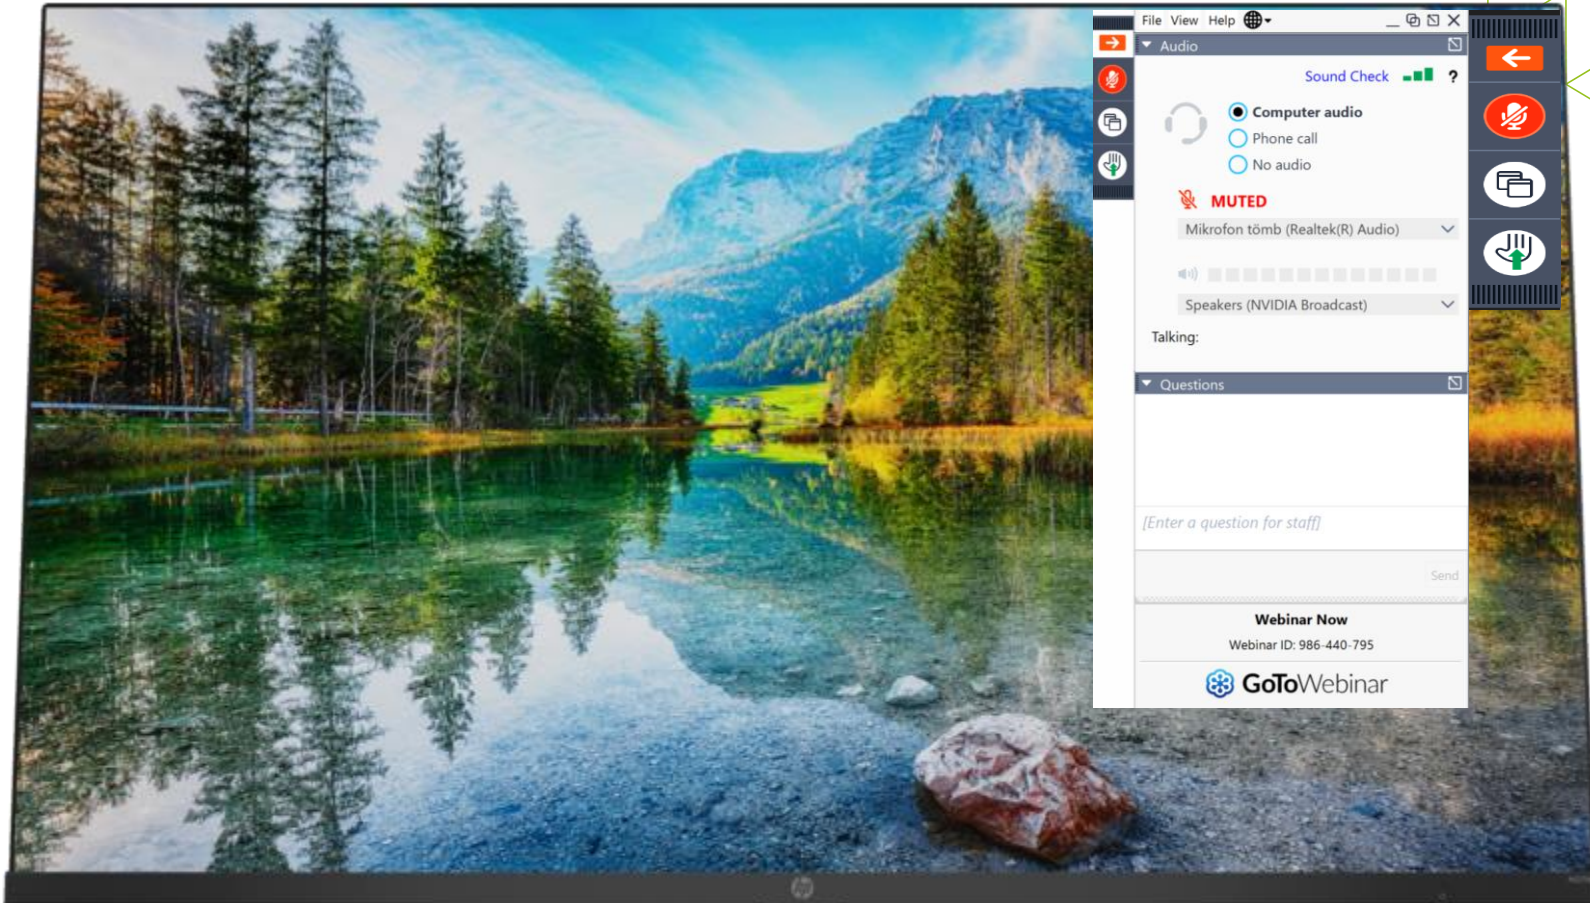 File View Help
Audio
Sound Check ?
Computer audio
Phone call
No audio
MUTED
Mikrofon tömb (Realtek(R) Audio)
Speakers (NVIDIA Broadcast)
Talking:
Questions
[Enter a question for staff]
Send
Webinar Now
Webinar ID: 986-440-795
GoToWebinar
hp